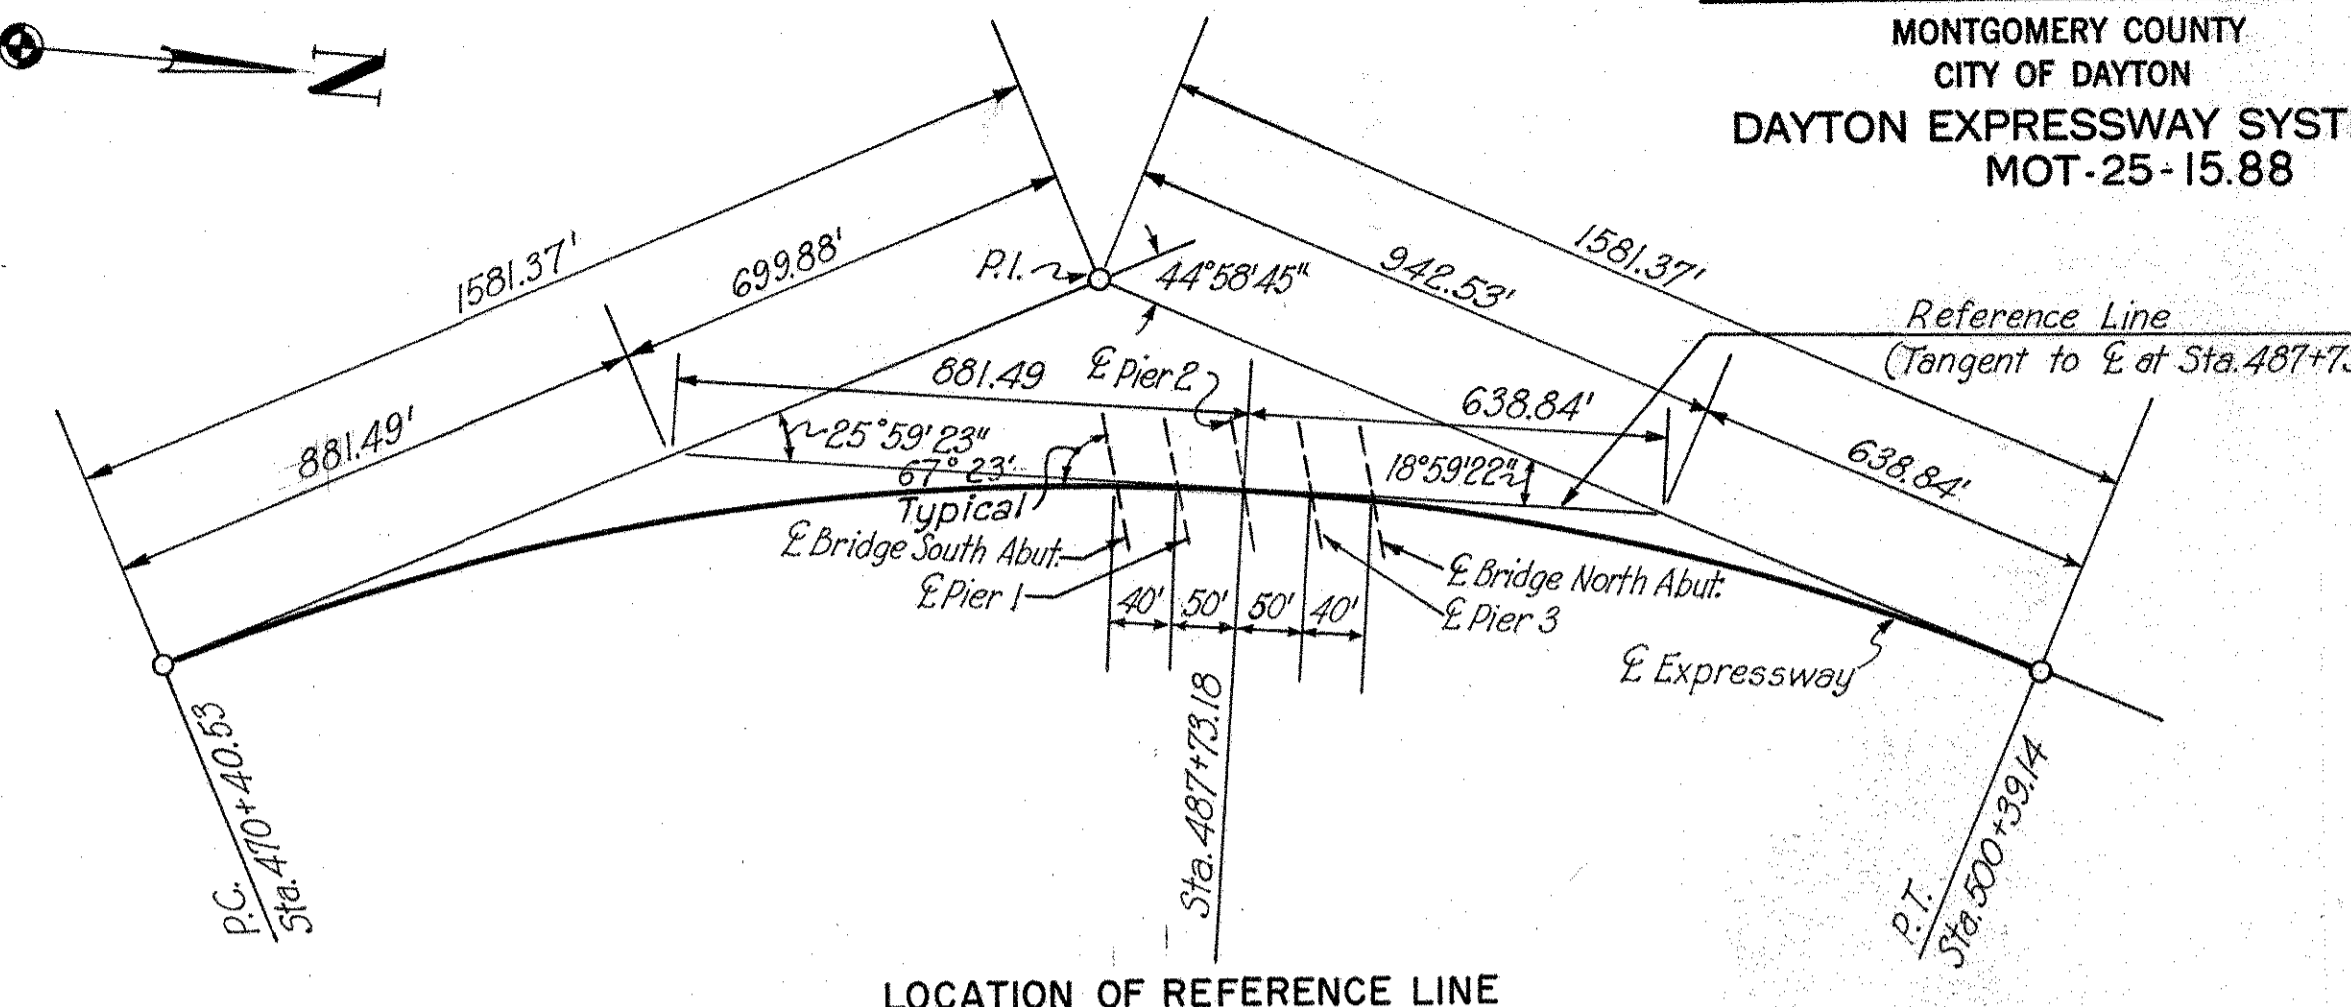 N
MONTGOMERY COUNTY
CITY OF DAYTON
DAYTON EXPRESSWAY SYST
MOT-25-15.88
1581.37'
699.88'
P.I.
44°58'45"
942.53'
1581.37'
Reference Line
(Tangent to ℄ at Sta.487+73
881.49'
881.49
℄ Pier 2
638.84'
25°59'23"
67°23'
Typical
18°59'22"
638.84'
℄ Bridge South Abut.
℄ Pier 1
℄ Bridge North Abut.
℄ Pier 3
40'
50'
50'
40'
℄ Expressway
P.C.
Sta.470+40.53
Sta.487+73.18
P.T.
Sta.500+39.14
LOCATION OF REFERENCE LINE